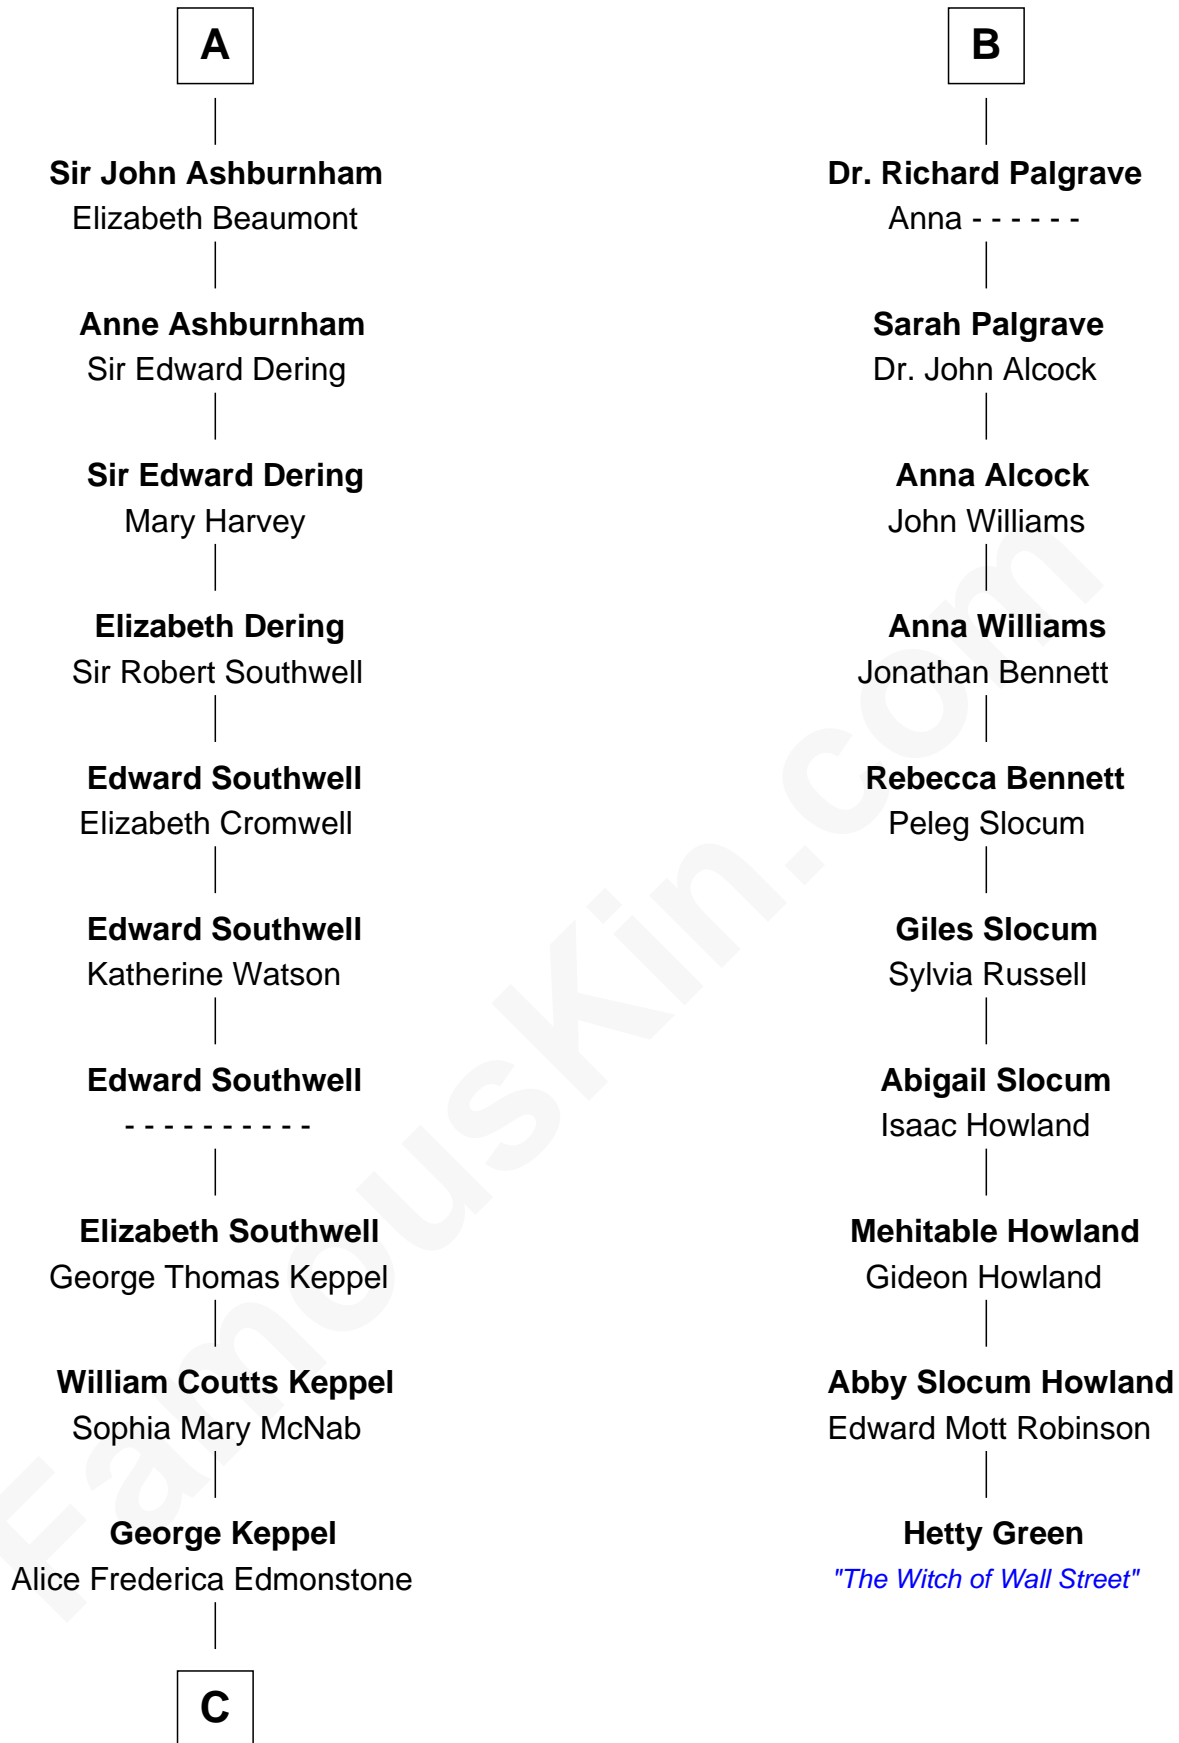 A
Sir John Ashburnham
Elizabeth Beaumont
Anne Ashburnham
Sir Edward Dering
Sir Edward Dering
Mary Harvey
Elizabeth Dering
Sir Robert Southwell
Edward Southwell
Elizabeth Cromwell
Edward Southwell
Katherine Watson
Edward Southwell
- - - - - - - - - -
Elizabeth Southwell
George Thomas Keppel
William Coutts Keppel
Sophia Mary McNab
George Keppel
Alice Frederica Edmonstone
C
B
Dr. Richard Palgrave
Anna - - - - - -
Sarah Palgrave
Dr. John Alcock
Anna Alcock
John Williams
Anna Williams
Jonathan Bennett
Rebecca Bennett
Peleg Slocum
Giles Slocum
Sylvia Russell
Abigail Slocum
Isaac Howland
Mehitable Howland
Gideon Howland
Abby Slocum Howland
Edward Mott Robinson
Hetty Green
"The Witch of Wall Street"
FamousKin.com